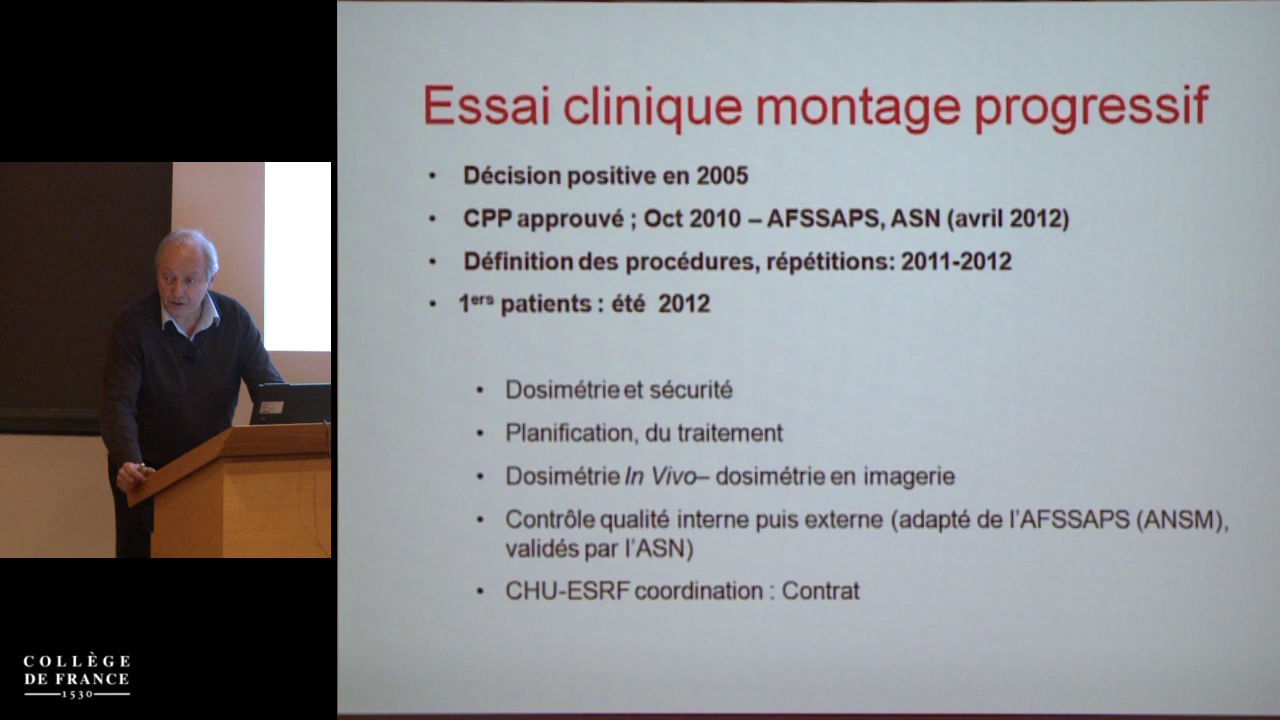 Essai clinique montage progressif
• Décision positive en 2005
• CPP approuvé ; Oct 2010 – AFSSAPS, ASN (avril 2012)
• Définition des procédures, répétitions: 2011-2012
• 1ers patients : été 2012
• Dosimétrie et sécurité
• Planification, du traitement
• Dosimétrie In Vivo– dosimétrie en imagerie
• Contrôle qualité interne puis externe (adapté de l'AFSSAPS (ANSM),
validés par l'ASN)
• CHU-ESRF coordination : Contrat
COLLÈGE
DE FRANCE
1530